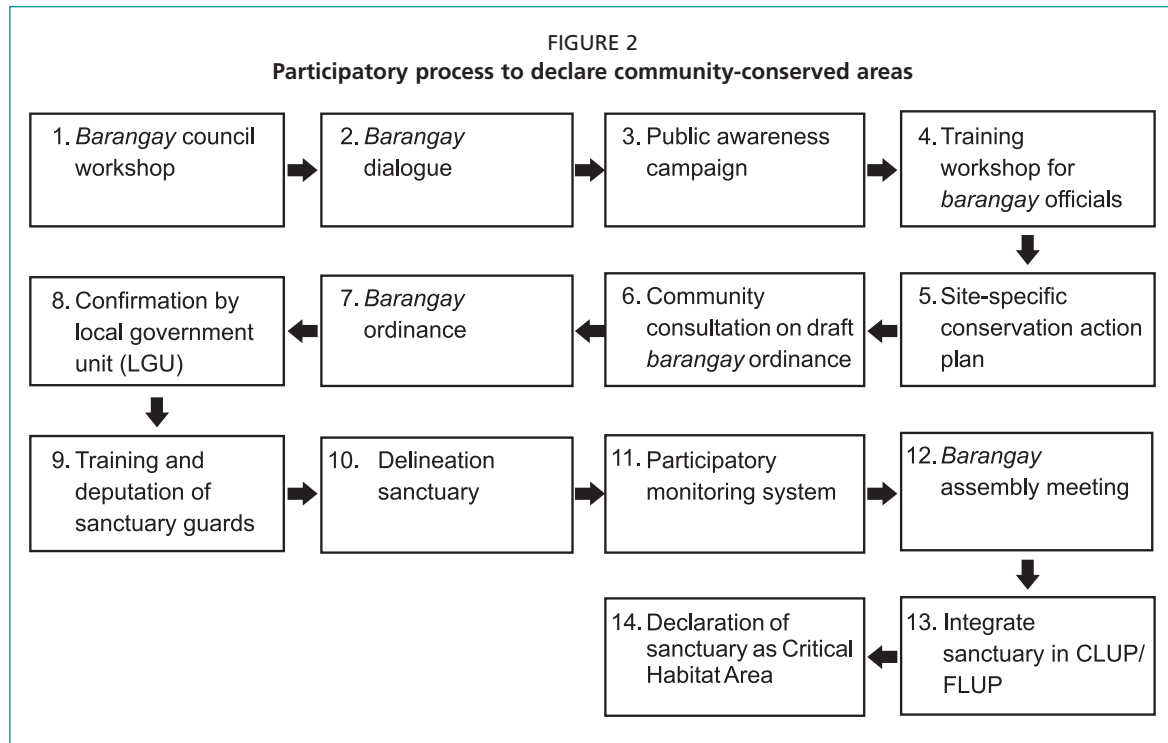 FIGURE 2
Participatory process to declare community-conserved areas
1. Barangay council
workshop
2. Barangay
dialogue
3. Public awareness
campaign
4. Training
workshop for
barangay officials
5. Site-specific
conservation action
plan
6. Community
consultation on draft
barangay ordinance
7. Barangay
ordinance
8. Confirmation by
local government
unit (LGU)
9. Training and
deputation of
sanctuary guards
10. Delineation
sanctuary
11. Participatory
monitoring system
12. Barangay
assembly meeting
13. Integrate
sanctuary in CLUP/
FLUP
14. Declaration of
sanctuary as Critical
Habitat Area